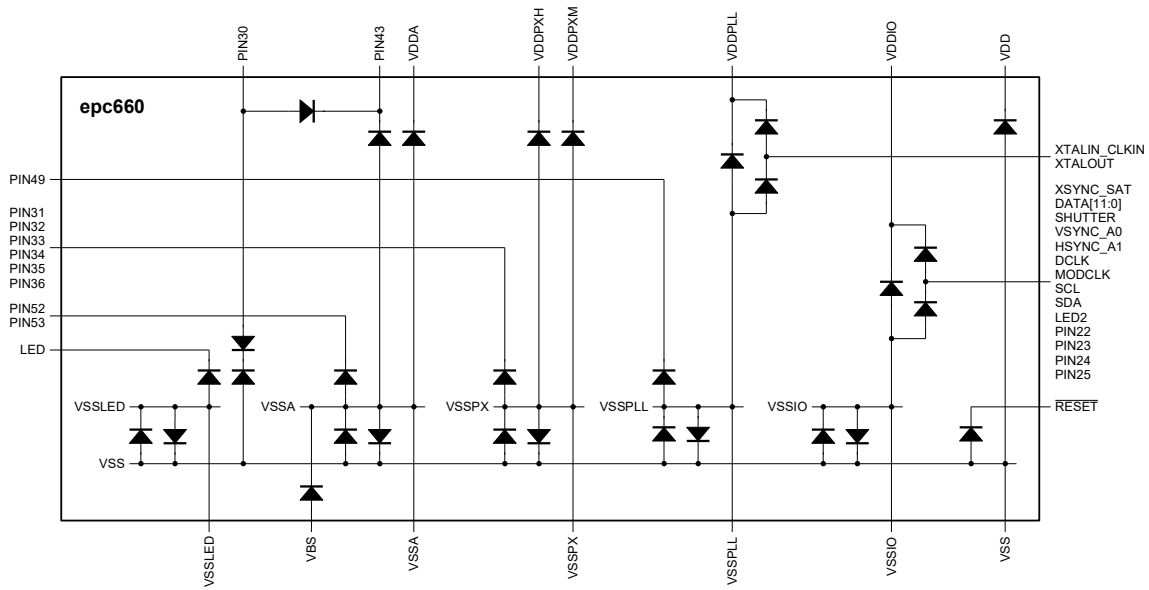 PIN30
PIN43
VDDA
VDDPXH
VDDPXM
VDDPLL
VDDIO
VDD
epc660
XTALIN_CLKIN
XTALOUT
PIN49
XSYNC_SAT
DATA[11:0]
SHUTTER
VSYNC_A0
HSYNC_A1
DCLK
MODCLK
SCL
SDA
LED2
PIN22
PIN23
PIN24
PIN25
PIN31
PIN32
PIN33
PIN34
PIN35
PIN36
PIN52
PIN53
LED
VSSLED
VSSA
VSSPX
VSSPLL
VSSIO
RESET
VSS
VSSLED
VBS
VSSA
VSSPX
VSSPLL
VSSIO
VSS